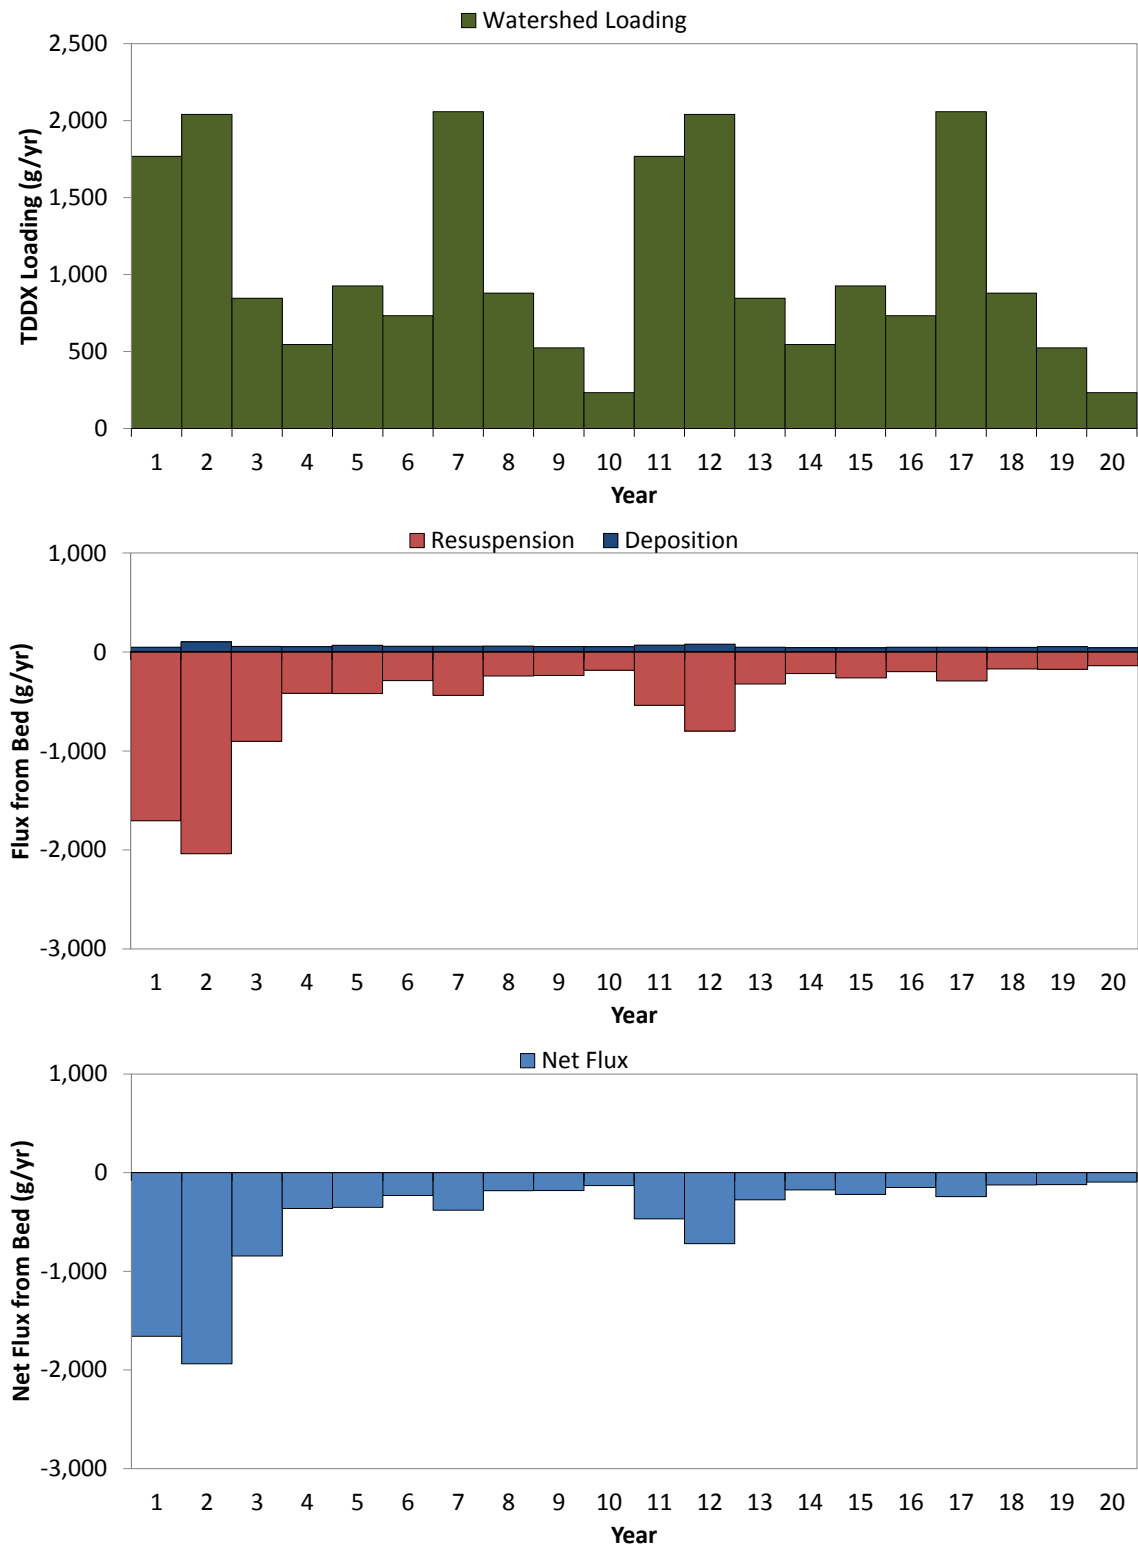 Watershed Loading
2,500
2,000
1,500
1,000
500
0
TDDX Loading (g/yr)
1 2 3 4 5 6 7 8 9 10 11 12 13 14 15 16 17 18 19 20
Year
Resuspension Deposition
1,000
0
-1,000
-2,000
-3,000
Flux from Bed (g/yr)
1 2 3 4 5 6 7 8 9 10 11 12 13 14 15 16 17 18 19 20
Year
Net Flux
1,000
0
-1,000
-2,000
-3,000
Net Flux from Bed (g/yr)
1 2 3 4 5 6 7 8 9 10 11 12 13 14 15 16 17 18 19 20
Year